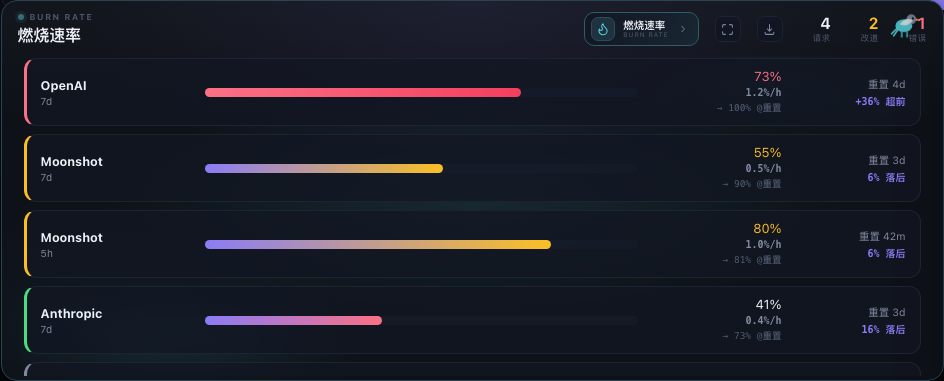 BURN RATE
燃烧速率
燃烧速率
BURN RATE
4
请求
2
改道
1
错误
OpenAI
7d
73%
1.2%/h
→ 100% @重置
重置 4d
+36% 超前
Moonshot
7d
55%
0.5%/h
→ 90% @重置
重置 3d
6% 落后
Moonshot
5h
80%
1.0%/h
→ 81% @重置
重置 42m
6% 落后
Anthropic
7d
41%
0.4%/h
→ 73% @重置
重置 3d
16% 落后